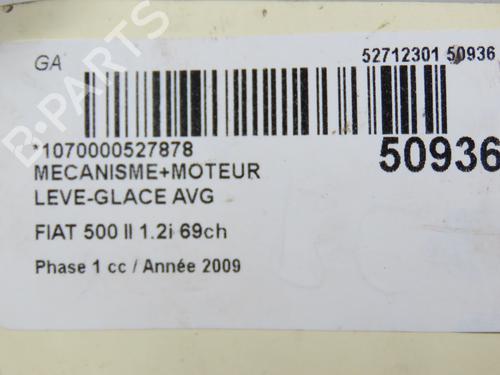 GA
52712301 50936
*1070000527878
50936
MECANISME+MOTEUR
LEVE-GLACE AVG
FIAT 500 II 1.2i 69ch
Phase 1 cc / Année 2009
B-PARTS